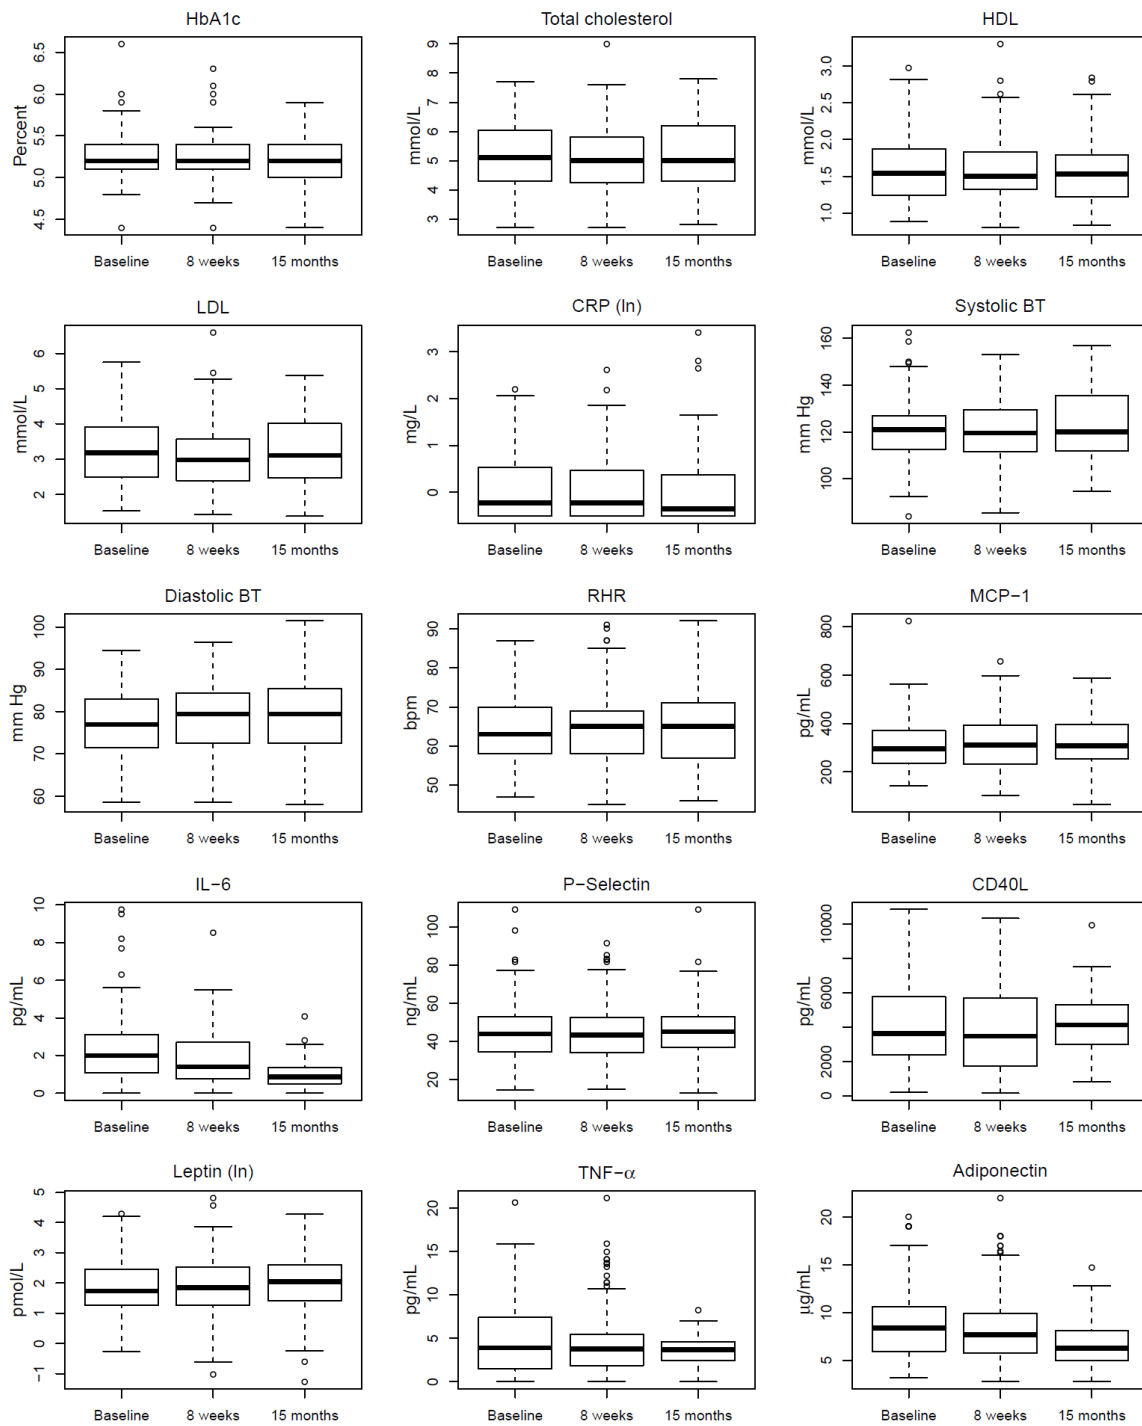 HbA1c
Total cholesterol
HDL
Percent
4.5 5.0 5.5 6.0 6.5
mmol/L
3 4 5 6 7 8 9
mmol/L
1.0 1.5 2.0 2.5 3.0
Baseline 8 weeks 15 months
Baseline 8 weeks 15 months
Baseline 8 weeks 15 months
LDL
CRP (ln)
Systolic BT
mmol/L
2 3 4 5 6
mg/L
0 1 2 3
mm Hg
100 120 140 160
Baseline 8 weeks 15 months
Baseline 8 weeks 15 months
Baseline 8 weeks 15 months
Diastolic BT
RHR
MCP−1
mm Hg
60 70 80 90 100
bpm
50 60 70 80 90
pg/mL
200 400 600 800
Baseline 8 weeks 15 months
Baseline 8 weeks 15 months
Baseline 8 weeks 15 months
IL−6
P−Selectin
CD40L
pg/mL
0 2 4 6 8 10
ng/mL
20 40 60 80 100
pg/mL
0 2000 6000 10000
Baseline 8 weeks 15 months
Baseline 8 weeks 15 months
Baseline 8 weeks 15 months
Leptin (ln)
TNF−α
Adiponectin
pmol/L
−1 0 1 2 3 4 5
pg/mL
0 5 10 15 20
µg/mL
5 10 15 20
Baseline 8 weeks 15 months
Baseline 8 weeks 15 months
Baseline 8 weeks 15 months